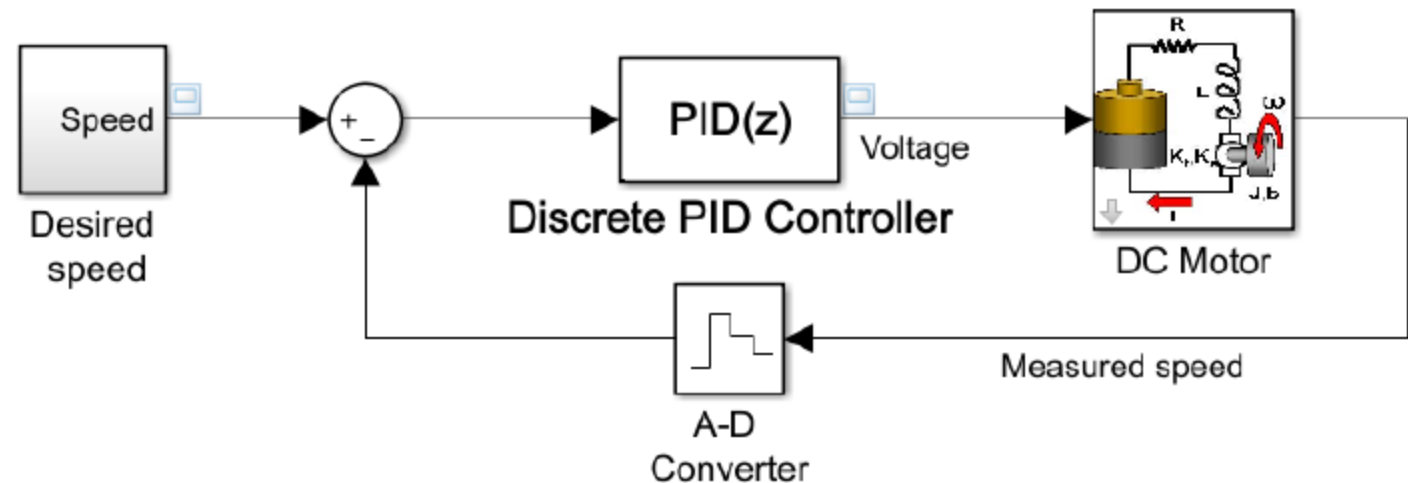 Speed
Desired
speed
+
−
PID(z)
Discrete PID Controller
Voltage
R
L
ω
J,b
DC Motor
Measured speed
A-D
Converter